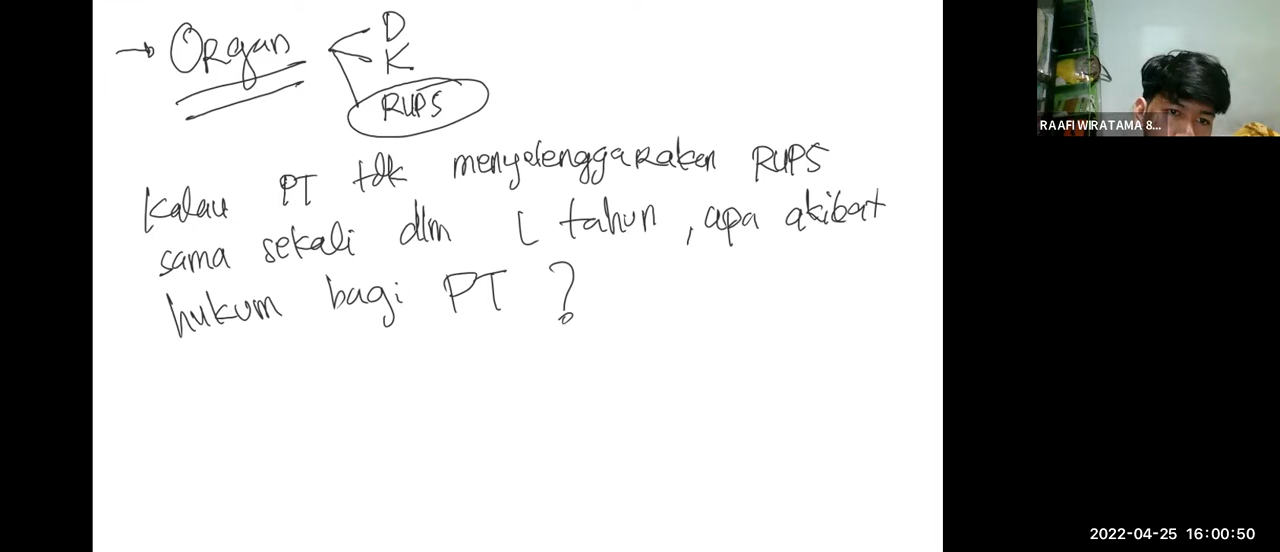 → Organ
D
K
RUPS
Kalau PT tdk menyelenggarakan RUPS
sama sekali dlm 1 tahun, apa akibat
hukum bagi PT ?
RAAFI WIRATAMA 8...
2022-04-25 16:00:50